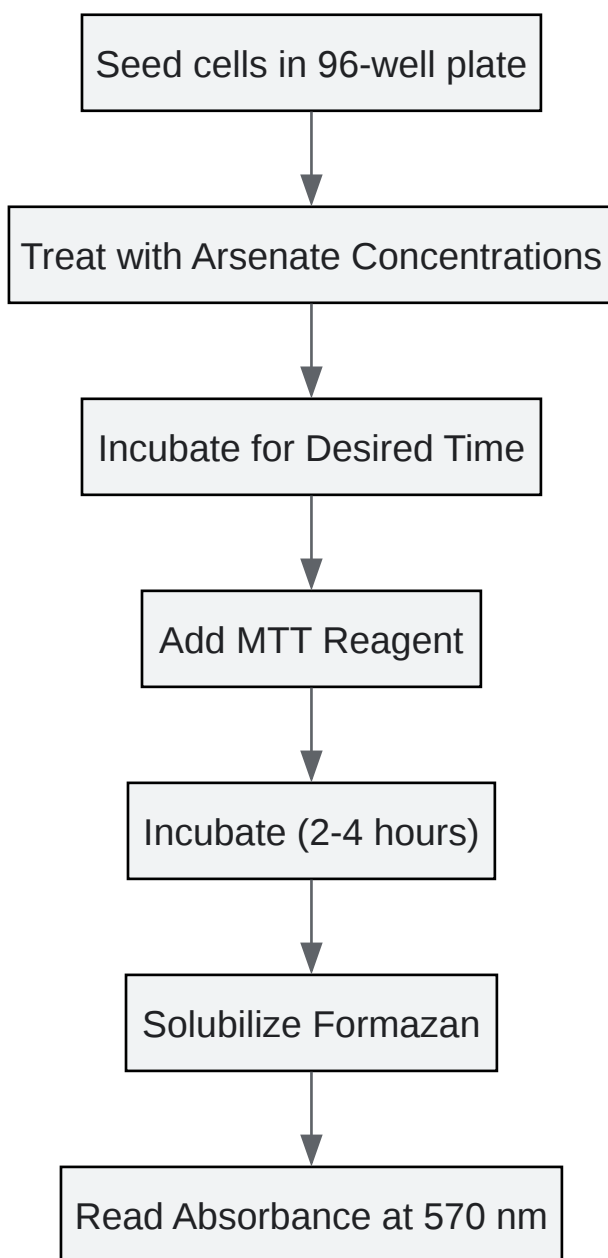 Seed cells in 96-well plate
Treat with Arsenate Concentrations
Incubate for Desired Time
Add MTT Reagent
Incubate (2-4 hours)
Solubilize Formazan
Read Absorbance at 570 nm